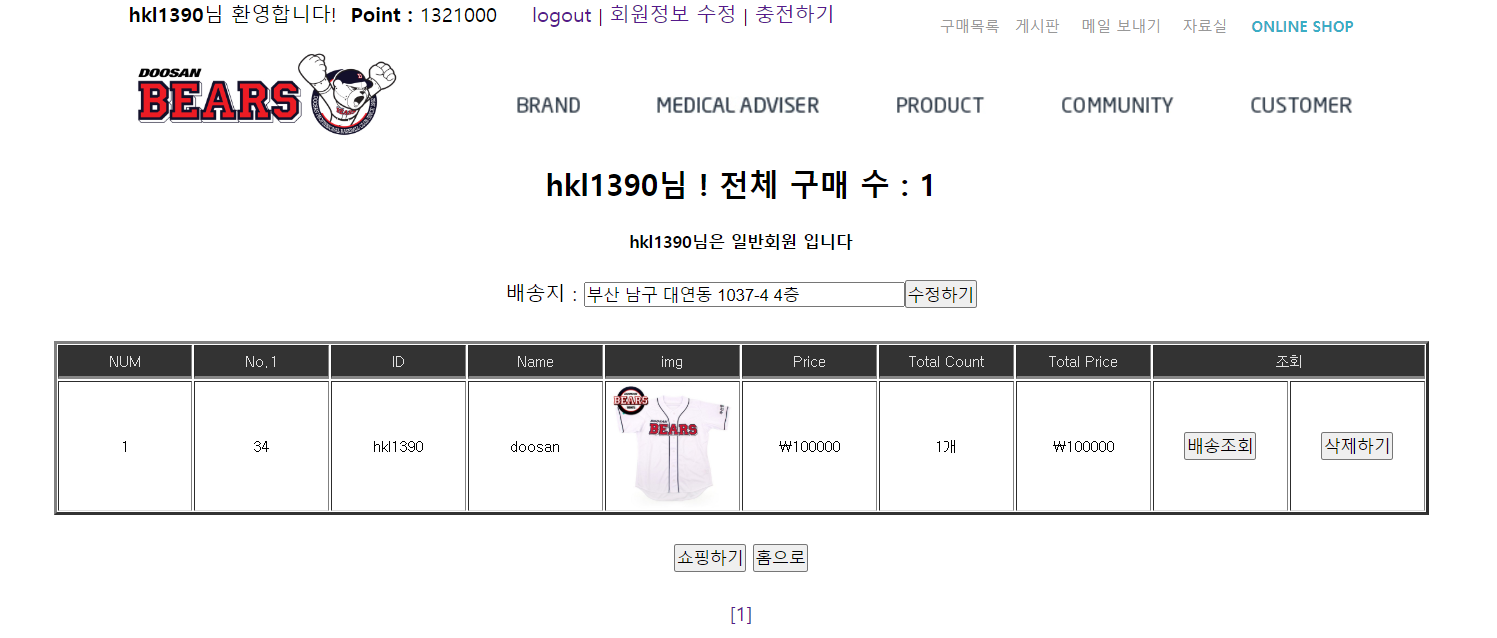 hkl1390님 환영합니다! Point : 1321000 logout | 회원정보 수정 | 충전하기
구매목록 게시판 메일 보내기 자료실 ONLINE SHOP
DOOSAN
BEARS
BRAND MEDICAL ADVISER PRODUCT COMMUNITY CUSTOMER
hkl1390님 ! 전체 구매 수 : 1
hkl1390님은 일반회원 입니다
배송지 : 부산 남구 대연동 1037-4 4층 수정하기
NUM No.1 ID Name img Price Total Count Total Price 조회
BEARS
DOOSAN
BEARS
1 34 hkl1390 doosan ₩100000 1개 ₩100000 배송조회 삭제하기
쇼핑하기 홈으로
[1]